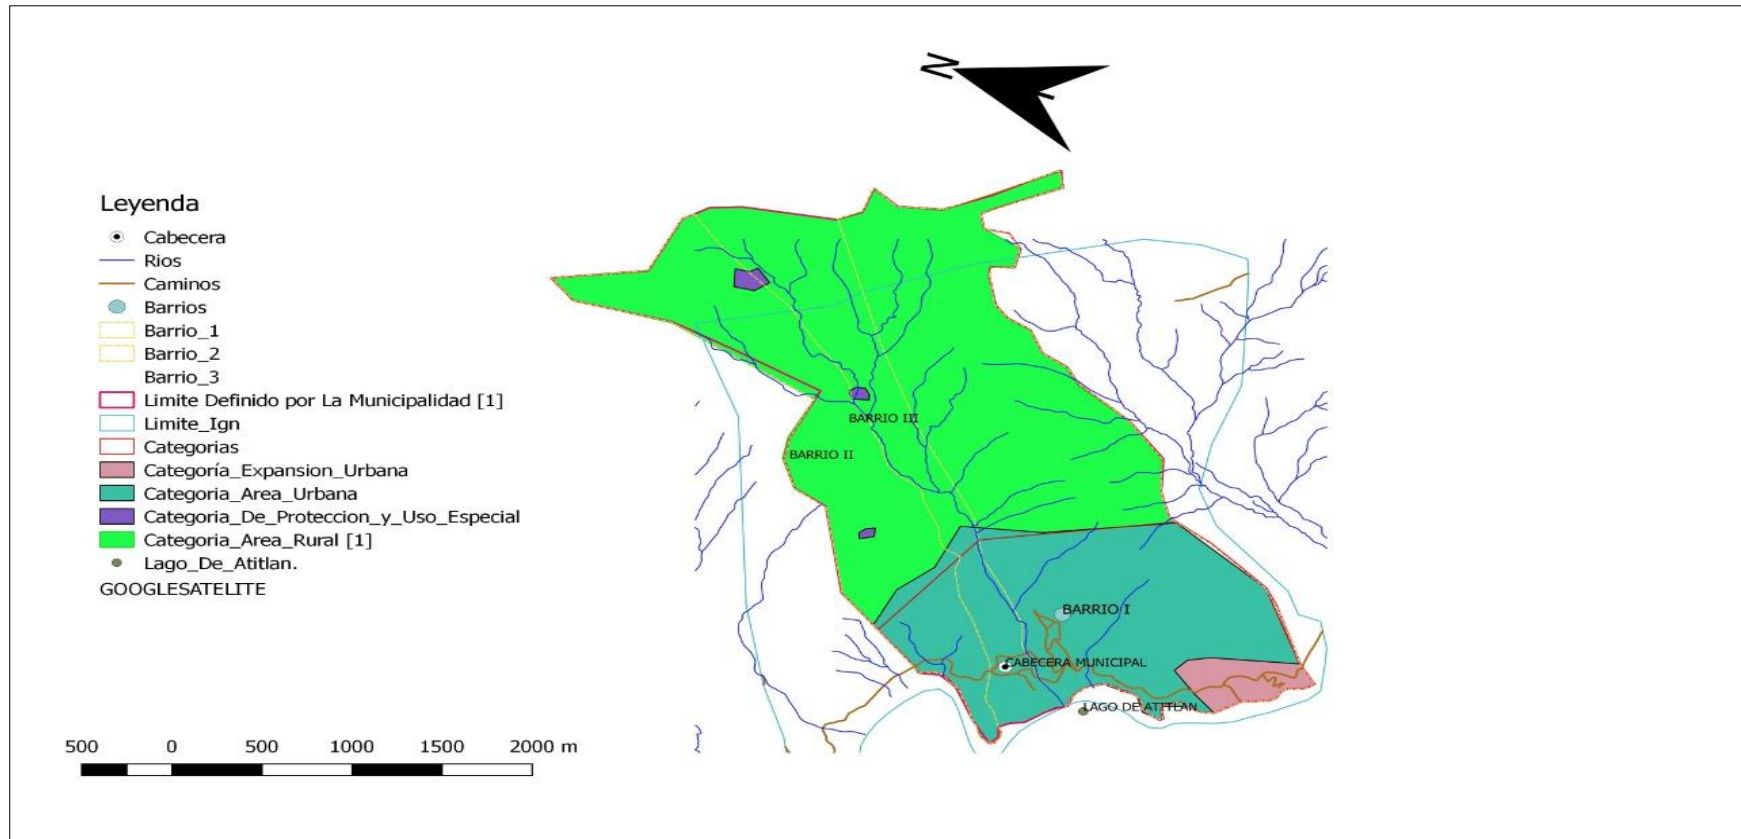 N
Leyenda
Cabecera
Rios
Caminos
Barrios
Barrio_1
Barrio_2
Barrio_3
Limite Definido por La Municipalidad [1]
Limite_Ign
Categorias
Categoría_Expansion_Urbana
Categoria_Area_Urbana
Categoria_De_Proteccion_y_Uso_Especial
Categoria_Area_Rural [1]
Lago_De_Atitlan.
GOOGLESATELITE
BARRIO III
BARRIO II
BARRIO I
CABECERA MUNICIPAL
LAGO DE ATITLAN
500 0 500 1000 1500 2000 m